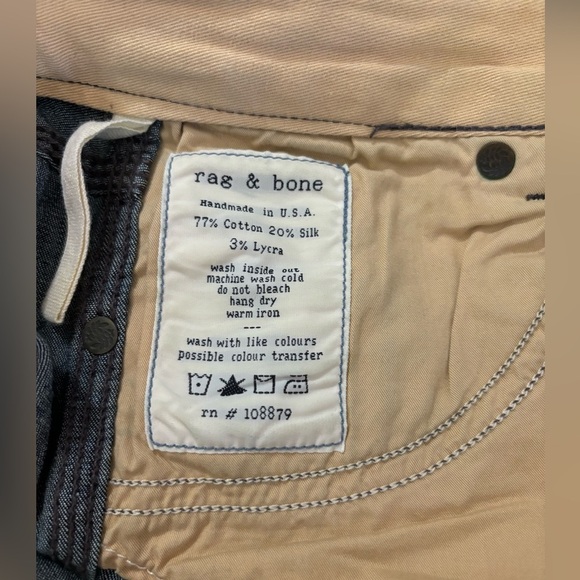 rag & bone
Handmade in U.S.A.
77% Cotton 20% Silk
3% Lycra
wash inside out
machine wash cold
do not bleach
hang dry
warm iron
---
wash with like colours
possible colour transfer
rn # 108879